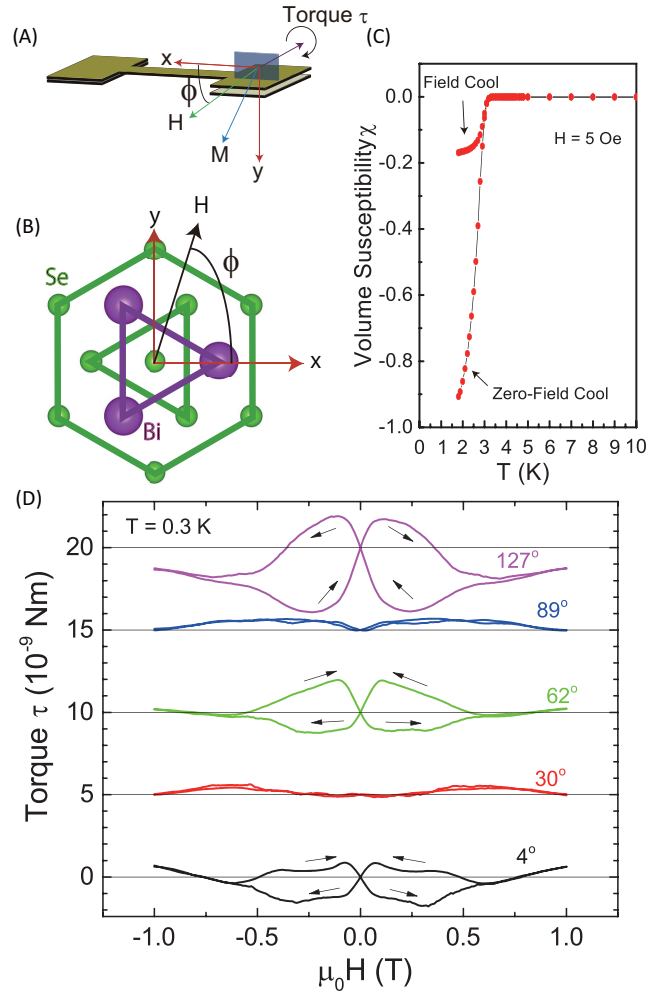 (A)
Torque τ
x
ϕ
H
M
y
(B)
y
H
ϕ
Se
x
Bi
(C)
Field Cool
H = 5 Oe
Zero-Field Cool
Volume Susceptibility χ
0.0
-0.2
-0.4
-0.6
-0.8
-1.0
0 1 2 3 4 5 6 7 8 9 10
T (K)
(D)
T = 0.3 K
127°
89°
62°
30°
4°
Torque τ (10⁻⁹ Nm)
20
15
10
5
0
-1.0 -0.5 0.0 0.5 1.0
μ₀H (T)